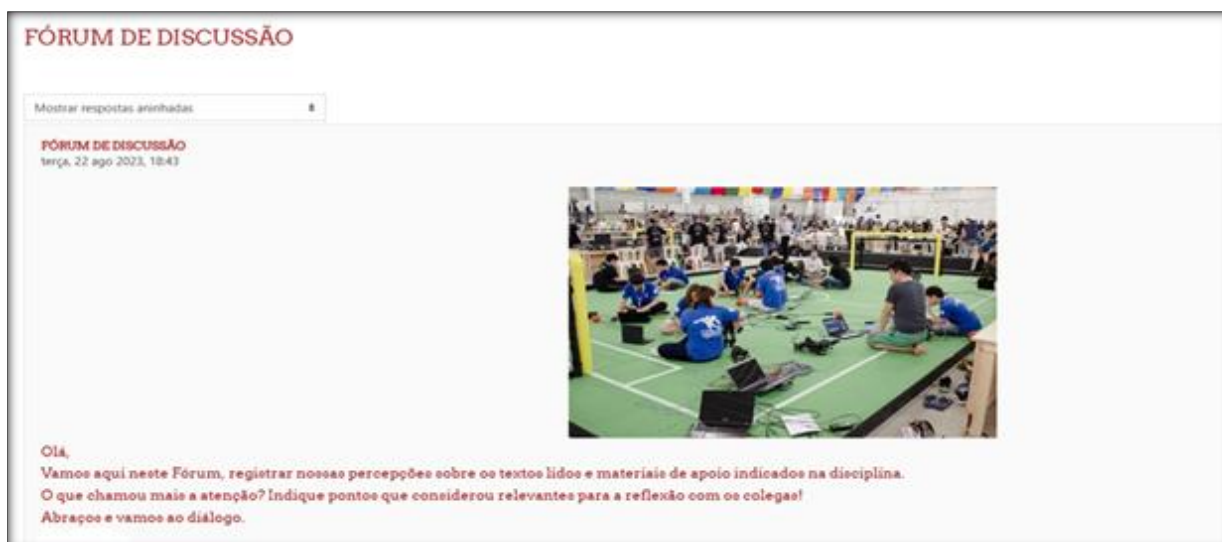 FÓRUM DE DISCUSSÃO
Mostrar respostas aninhadas
FÓRUM DE DISCUSSÃO
terça, 22 ago 2023, 18:43
Olá,
Vamos aqui neste Fórum, registrar nossas percepções sobre os textos lidos e materiais de apoio indicados na disciplina.
O que chamou mais a atenção? Indique pontos que considerou relevantes para a reflexão com os colegas!
Abraços e vamos ao diálogo.